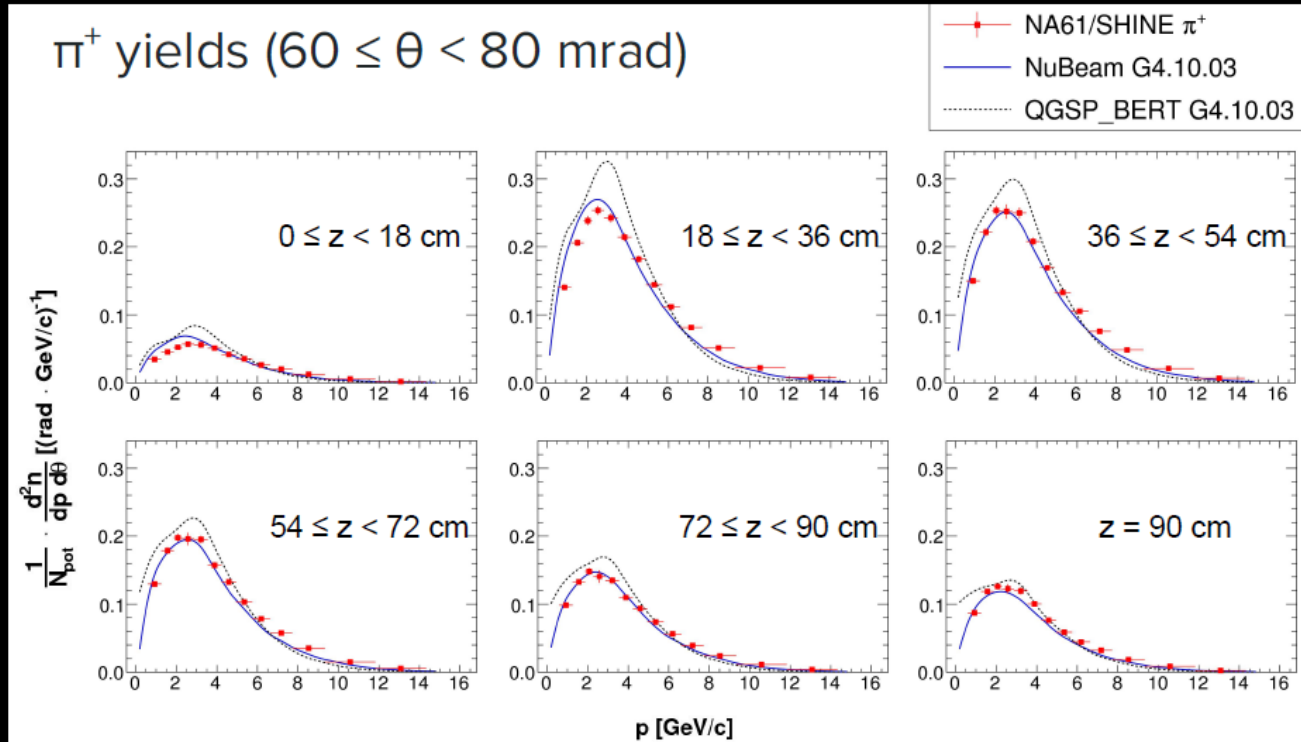 π⁺ yields (60 ≤ θ < 80 mrad)
NA61/SHINE π⁺
NuBeam G4.10.03
QGSP_BERT G4.10.03
0 ≤ z < 18 cm
0.3
0.2
0.1
0.0
0 2 4 6 8 10 12 14 16
18 ≤ z < 36 cm
0.3
0.2
0.1
0.0
0 2 4 6 8 10 12 14 16
36 ≤ z < 54 cm
0.3
0.2
0.1
0.0
0 2 4 6 8 10 12 14 16
54 ≤ z < 72 cm
0.3
0.2
0.1
0.0
0 2 4 6 8 10 12 14 16
72 ≤ z < 90 cm
0.3
0.2
0.1
0.0
0 2 4 6 8 10 12 14 16
z = 90 cm
0.3
0.2
0.1
0.0
0 2 4 6 8 10 12 14 16
1/N_pot · d²n/dp dθ [(rad · GeV/c)⁻¹]
p [GeV/c]